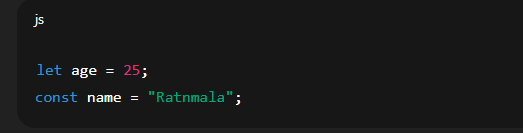 js
let age = 25;
const name = "Ratnmala";